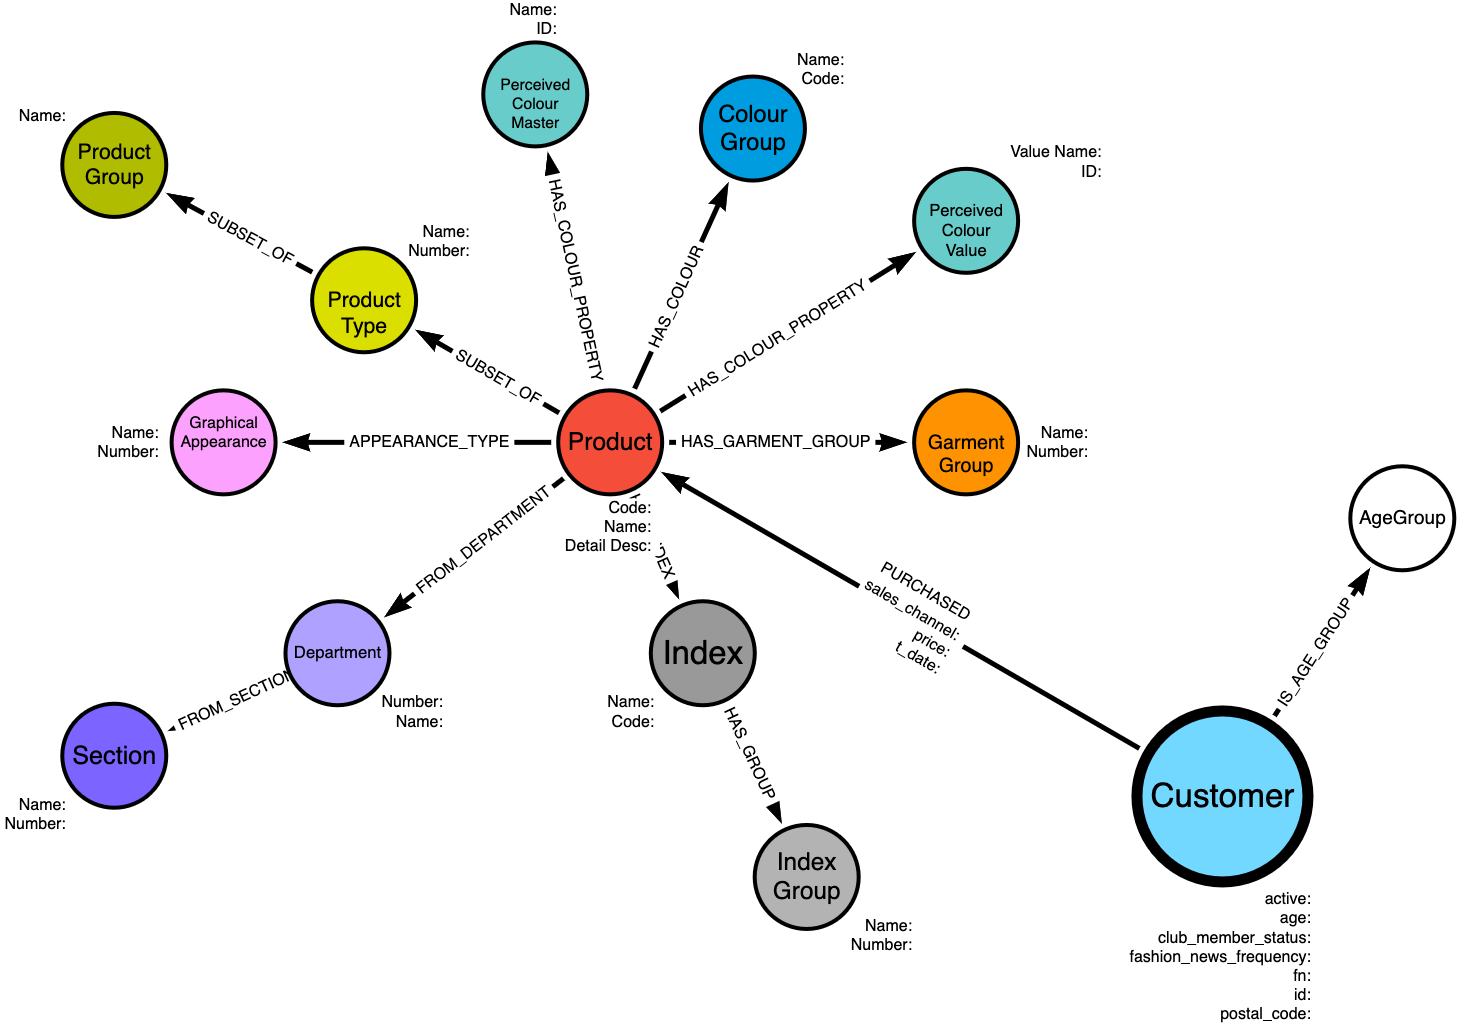 Name:
ID:
Perceived
Colour
Master
Name:
Code:
Colour
Group
Name:
Product
Group
Value Name:
ID:
Perceived
Colour
Value
SUBSET_OF
Name:
Number:
Product
Type
HAS_COLOUR_PROPERTY
HAS_COLOUR
HAS_COLOUR_PROPERTY
SUBSET_OF
Name:
Number:
Graphical
Appearance
APPEARANCE_TYPE
Product
HAS_GARMENT_GROUP
Garment
Group
Name:
Number:
Code:
Name:
Detail Desc:
AgeGroup
FROM_DEPARTMENT
PURCHASED
sales_channel:
price:
t_date:
IS_AGE_GROUP
Department
Number:
Name:
Index
Name:
Code:
FROM_SECTION
Section
Name:
Number:
HAS_GROUP
Index
Group
Name:
Number:
Customer
active:
age:
club_member_status:
fashion_news_frequency:
fn:
id:
postal_code: